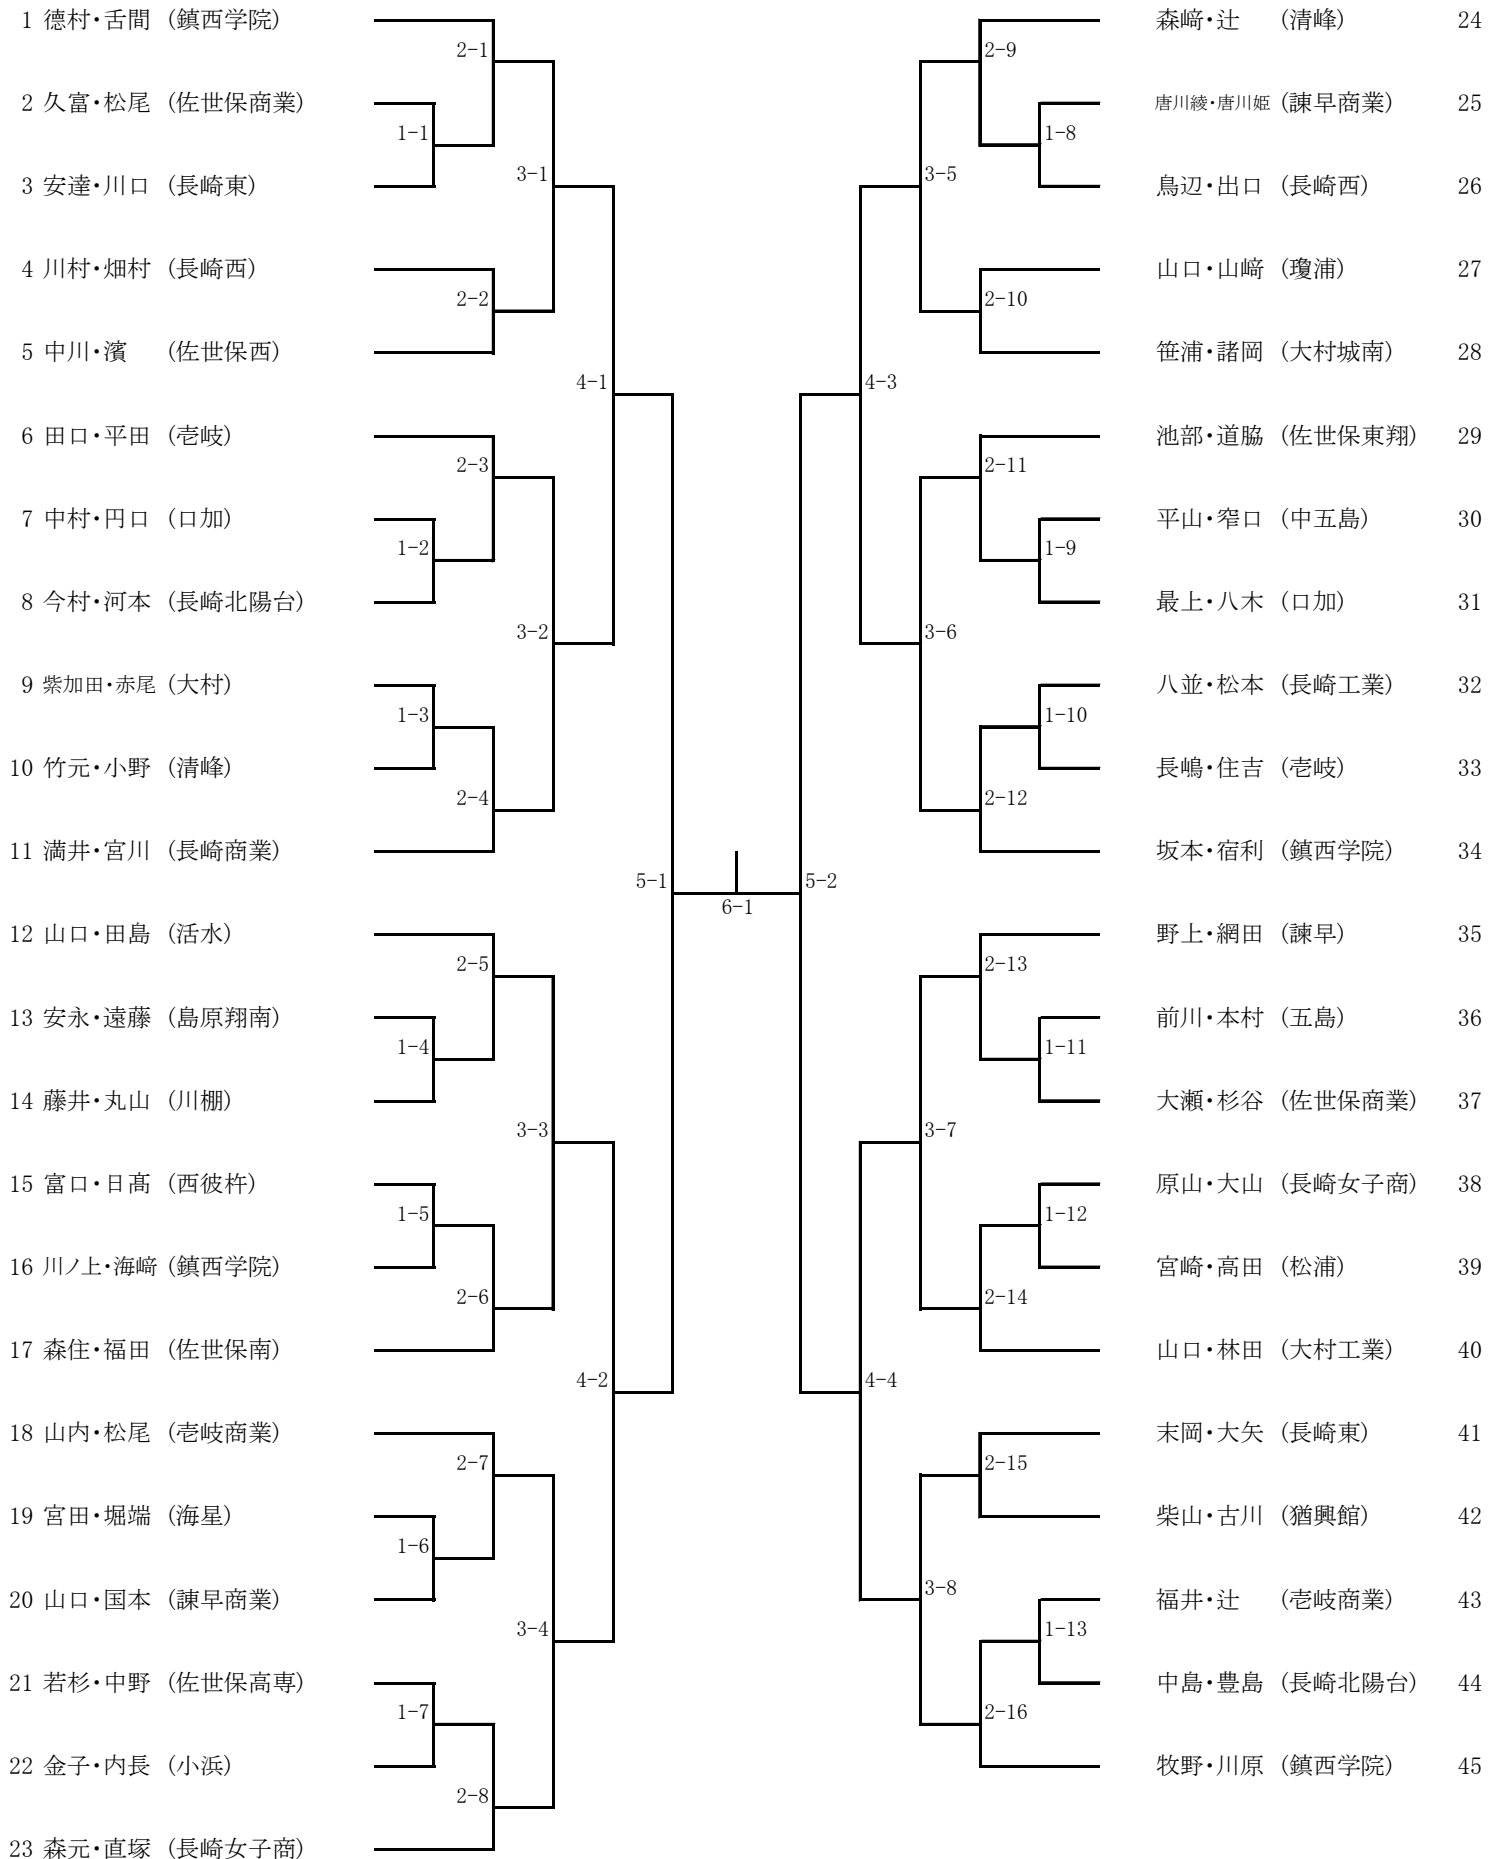 1 德村・舌間 (鎮西学院)
2-1
2 久富・松尾 (佐世保商業)
1-1
3 安達・川口 (長崎東)
3-1
4 川村・畑村 (長崎西)
2-2
5 中川・濱 (佐世保西)
4-1
6 田口・平田 (壱岐)
2-3
7 中村・円口 (口加)
1-2
8 今村・河本 (長崎北陽台)
3-2
9 紫加田・赤尾 (大村)
1-3
10 竹元・小野 (清峰)
2-4
11 満井・宮川 (長崎商業)
5-1
12 山口・田島 (活水)
2-5
13 安永・遠藤 (島原翔南)
1-4
14 藤井・丸山 (川棚)
3-3
15 富口・日髙 (西彼杵)
1-5
16 川ノ上・海﨑 (鎮西学院)
2-6
17 森住・福田 (佐世保南)
4-2
18 山内・松尾 (壱岐商業)
2-7
19 宮田・堀端 (海星)
1-6
20 山口・国本 (諫早商業)
3-4
21 若杉・中野 (佐世保高専)
1-7
22 金子・内長 (小浜)
2-8
23 森元・直塚 (長崎女子商)
6-1
森﨑・辻 (清峰) 24
2-9
唐川綾・唐川姫 (諫早商業) 25
1-8
鳥辺・出口 (長崎西) 26
3-5
山口・山﨑 (瓊浦) 27
2-10
笹浦・諸岡 (大村城南) 28
4-3
池部・道脇 (佐世保東翔) 29
2-11
平山・窄口 (中五島) 30
1-9
最上・八木 (口加) 31
3-6
八並・松本 (長崎工業) 32
1-10
長嶋・住吉 (壱岐) 33
2-12
坂本・宿利 (鎮西学院) 34
5-2
野上・網田 (諫早) 35
2-13
前川・本村 (五島) 36
1-11
大瀬・杉谷 (佐世保商業) 37
3-7
原山・大山 (長崎女子商) 38
1-12
宮崎・高田 (松浦) 39
2-14
山口・林田 (大村工業) 40
4-4
末岡・大矢 (長崎東) 41
2-15
柴山・古川 (猶興館) 42
3-8
福井・辻 (壱岐商業) 43
1-13
中島・豊島 (長崎北陽台) 44
2-16
牧野・川原 (鎮西学院) 45